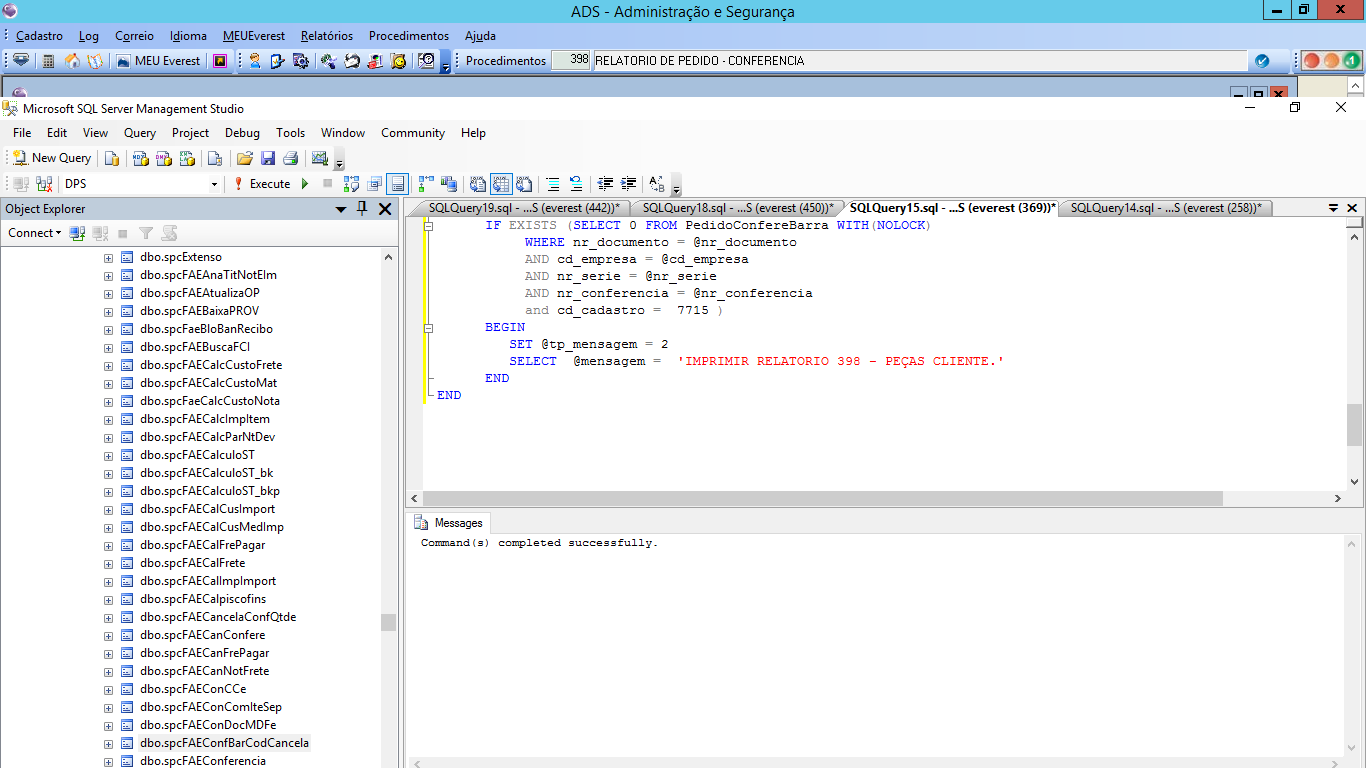 ADS - Administração e Segurança
Cadastro Log Correio Idioma MEUEverest Relatórios Procedimentos Ajuda
MEU Everest Procedimentos 398 RELATORIO DE PEDIDO - CONFERENCIA
Microsoft SQL Server Management Studio
File Edit View Query Project Debug Tools Window Community Help
New Query
DPS Execute
Object Explorer
Connect
dbo.spcExtenso
dbo.spcFAEAnaTitNotElm
dbo.spcFAEAtualizaOP
dbo.spcFAEBaixaPROV
dbo.spcFaeBloBanRecibo
dbo.spcFAEBuscaFCI
dbo.spcFAECalcCustoFrete
dbo.spcFAECalcCustoMat
dbo.spcFaeCalcCustoNota
dbo.spcFAECalcImpItem
dbo.spcFAECalcParNtDev
dbo.spcFAECalculoST
dbo.spcFAECalculoST_bk
dbo.spcFAECalculoST_bkp
dbo.spcFAECalCusImport
dbo.spcFAECalCusMedImp
dbo.spcFAECalFrePagar
dbo.spcFAECalFrete
dbo.spcFAECalImpImport
dbo.spcFAECalpiscofins
dbo.spcFAECancelaConfQtde
dbo.spcFAECanConfere
dbo.spcFAECanFrePagar
dbo.spcFAECanNotFrete
dbo.spcFAEConCCe
dbo.spcFAEConComIteSep
dbo.spcFAEConDocMDFe
dbo.spcFAEConfBarCodCancela
dbo.spcFAEConferencia
SQLQuery19.sql - ...S (everest (442))* SQLQuery18.sql - ...S (everest (450))* SQLQuery15.sql - ...S (everest (369))* SQLQuery14.sql - ...S (everest (258))*
IF EXISTS (SELECT 0 FROM PedidoConfereBarra WITH(NOLOCK)
WHERE nr_documento = @nr_documento
AND cd_empresa = @cd_empresa
AND nr_serie = @nr_serie
AND nr_conferencia = @nr_conferencia
and cd_cadastro = 7715 )
BEGIN
SET @tp_mensagem = 2
SELECT @mensagem = 'IMPRIMIR RELATORIO 398 - PEÇAS CLIENTE.'
END
END
Messages
Command(s) completed successfully.